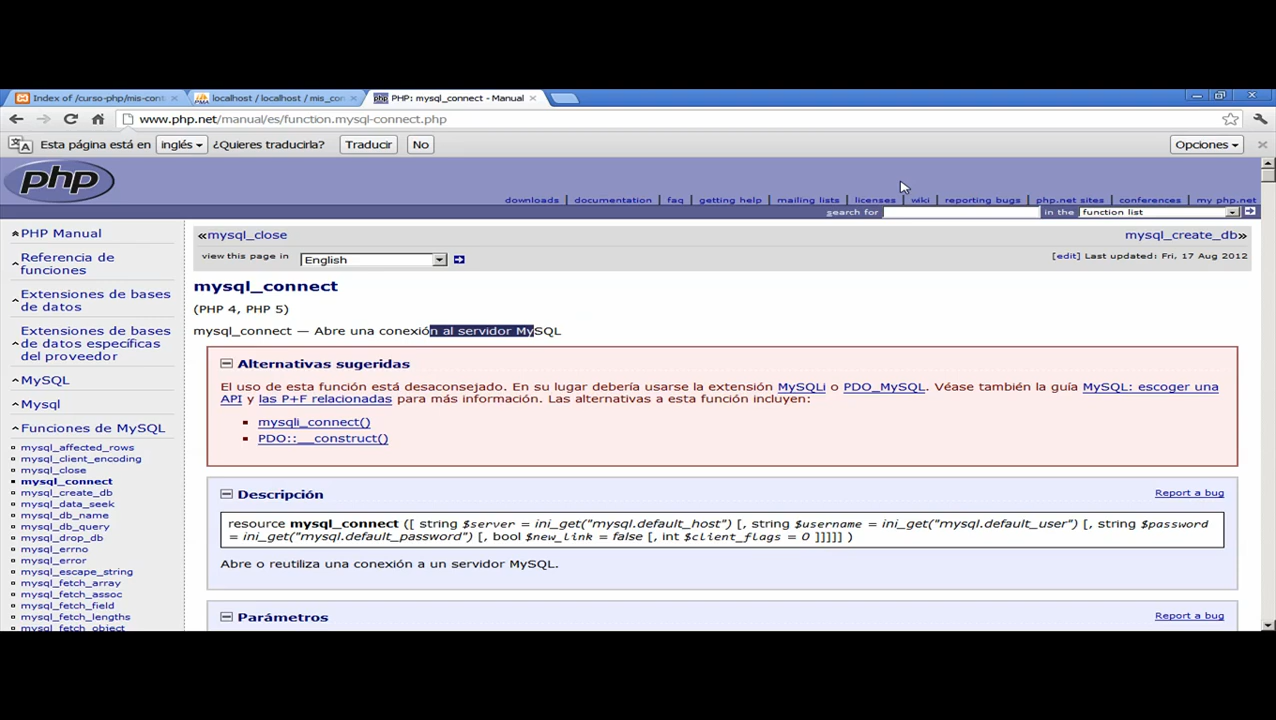 Index of /curso-php/mis-cont
localhost / localhost / mis_con
PHP: mysql_connect - Manual
www.php.net/manual/es/function.mysql-connect.php
Esta página está en inglés ¿Quieres traducirla? Traducir No Opciones
php
downloads documentation faq getting help mailing lists licenses wiki reporting bugs php.net sites conferences my php.net
search for in the function list
PHP Manual
Referencia de
funciones
Extensiones de bases
de datos
Extensiones de bases
de datos específicas
del proveedor
MySQL
Mysql
Funciones de MySQL
mysql_affected_rows
mysql_client_encoding
mysql_close
mysql_connect
mysql_create_db
mysql_data_seek
mysql_db_name
mysql_db_query
mysql_drop_db
mysql_errno
mysql_error
mysql_escape_string
mysql_fetch_array
mysql_fetch_assoc
mysql_fetch_field
mysql_fetch_lengths
mysql_fetch_object
«mysql_close mysql_create_db»
view this page in English [edit] Last updated: Fri, 17 Aug 2012
mysql_connect
(PHP 4, PHP 5)
mysql_connect — Abre una conexión al servidor MySQL
Alternativas sugeridas
El uso de esta función está desaconsejado. En su lugar debería usarse la extensión MySQLi o PDO_MySQL. Véase también la guía MySQL: escoger una
API y las P+F relacionadas para más información. Las alternativas a esta función incluyen:
mysqli_connect()
PDO::__construct()
Descripción Report a bug
resource mysql_connect ([ string $server = ini_get("mysql.default_host") [, string $username = ini_get("mysql.default_user") [, string $password
= ini_get("mysql.default_password") [, bool $new_link = false [, int $client_flags = 0 ]]]]] )
Abre o reutiliza una conexión a un servidor MySQL.
Parámetros Report a bug